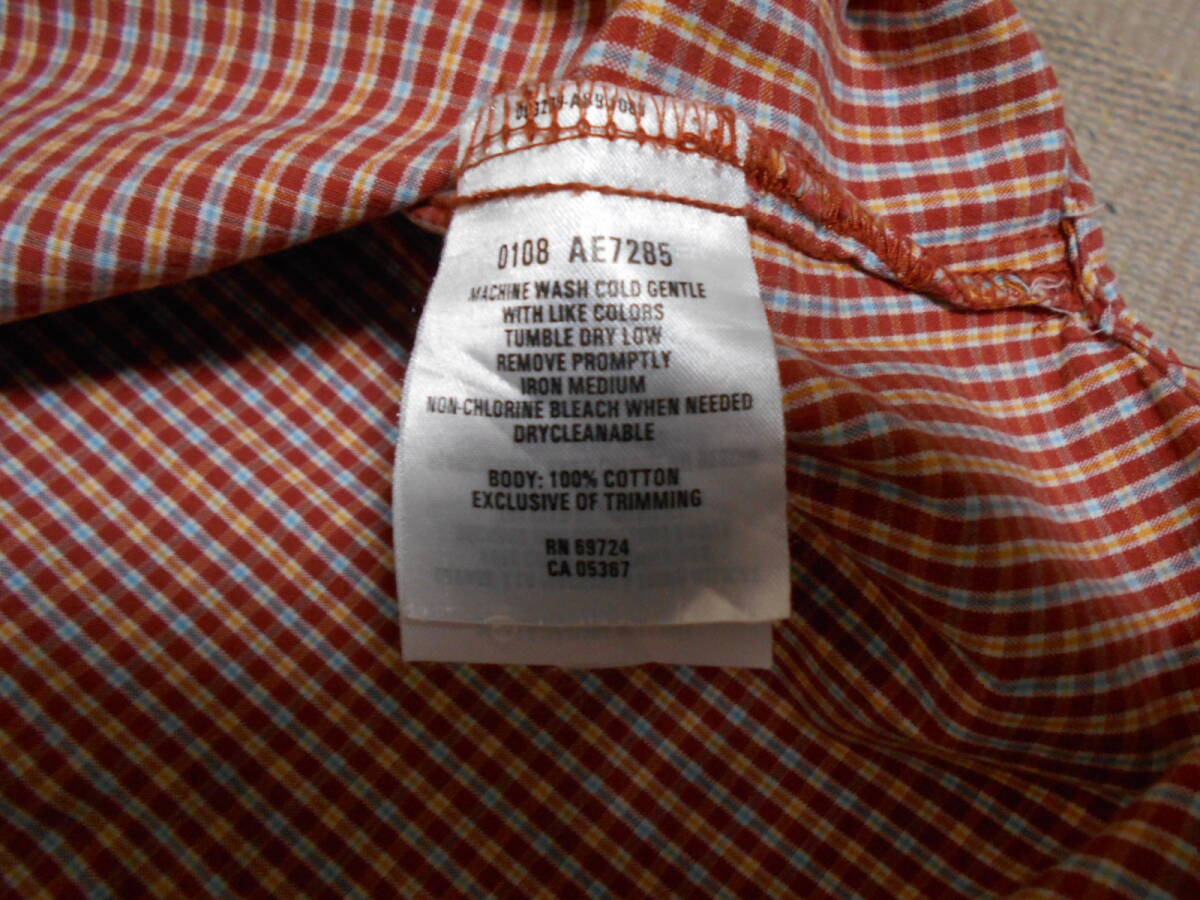 0108 AE7285
MACHINE WASH COLD GENTLE
WITH LIKE COLORS
TUMBLE DRY LOW
REMOVE PROMPTLY
IRON MEDIUM
NON-CHLORINE BLEACH WHEN NEEDED
DRYCLEANABLE
BODY: 100% COTTON
EXCLUSIVE OF TRIMMING
RN 69724
CA 05367